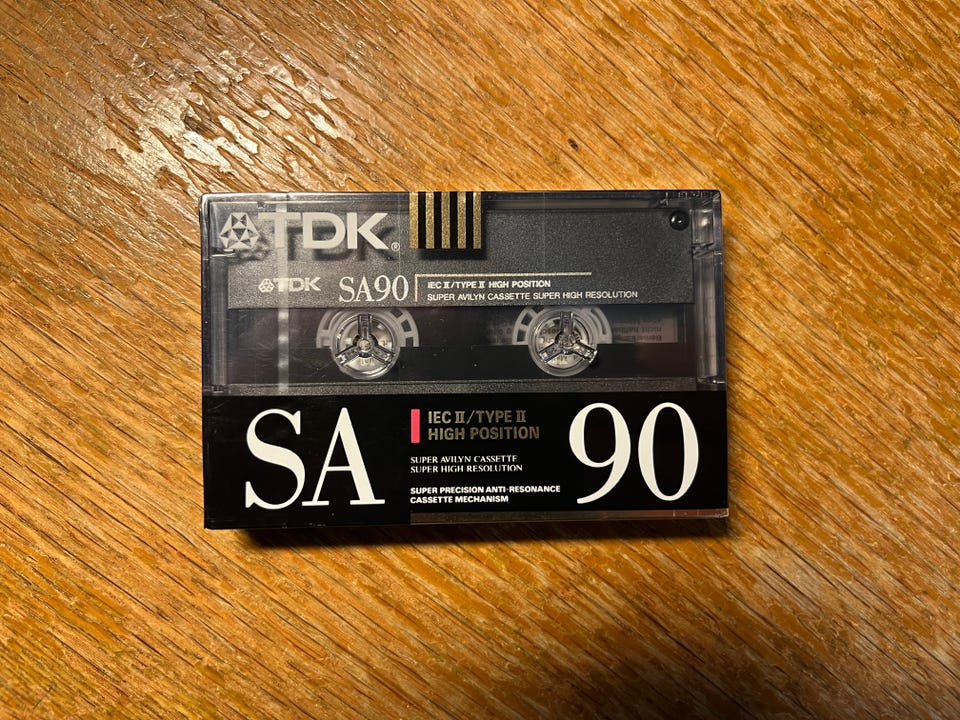 TDK®
TDK SA90 IEC II/TYPE II HIGH POSITION
SUPER AVILYN CASSETTE SUPER HIGH RESOLUTION
SA
IEC II/TYPE II
HIGH POSITION
SUPER AVILYN CASSETTE
SUPER HIGH RESOLUTION
SUPER PRECISION ANTI-RESONANCE
CASSETTE MECHANISM
90